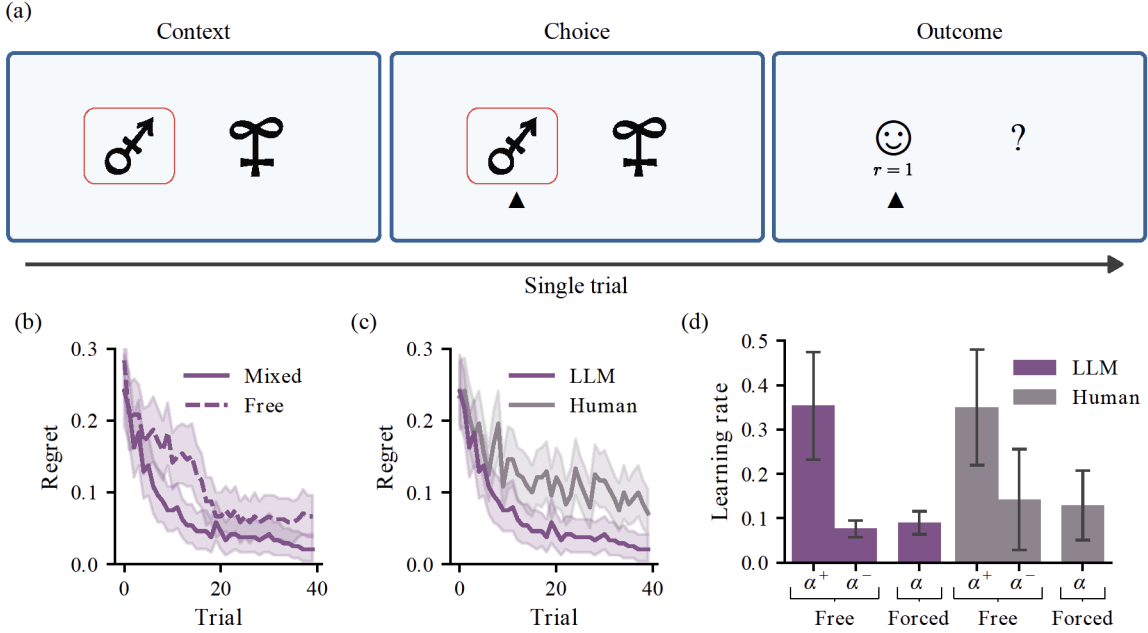 (a)
Context Choice Outcome
?
r = 1
Single trial
(b)
0.3
0.2
0.1
0.0
Regret
Mixed
Free
0 20 40
Trial
(c)
0.3
0.2
0.1
0.0
Regret
LLM
Human
0 20 40
Trial
(d)
0.5
0.4
0.3
0.2
0.1
0.0
Learning rate
LLM
Human
α⁺ α⁻ α α⁺ α⁻ α
Free Forced Free Forced